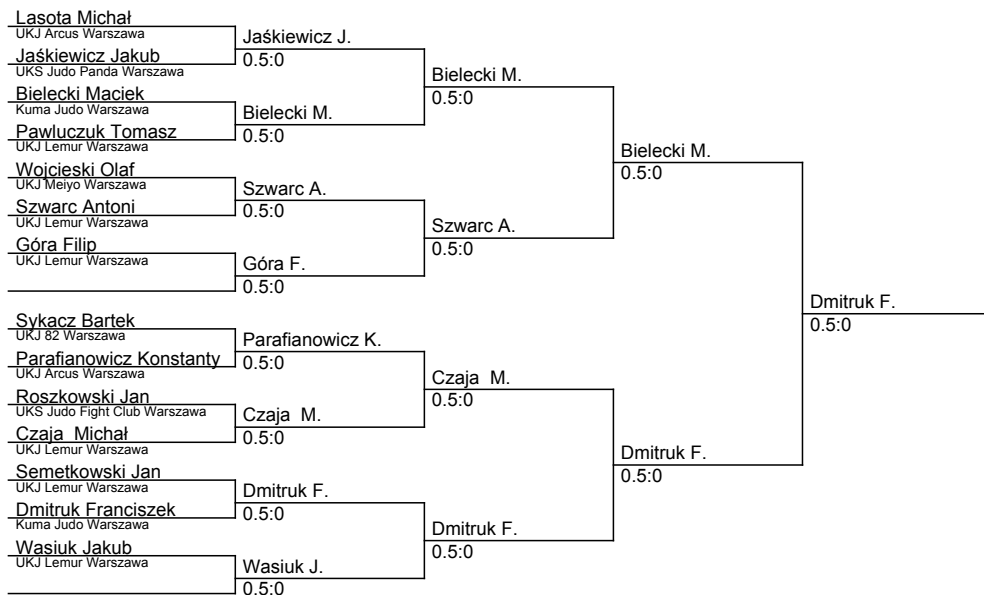 Lasota Michał
UKJ Arcus Warszawa
Jaśkiewicz Jakub
UKS Judo Panda Warszawa
Bielecki Maciek
Kuma Judo Warszawa
Pawluczuk Tomasz
UKJ Lemur Warszawa
Wojcieski Olaf
UKJ Meiyo Warszawa
Szwarc Antoni
UKJ Lemur Warszawa
Góra Filip
UKJ Lemur Warszawa
Sykacz Bartek
UKJ 82 Warszawa
Parafianowicz Konstanty
UKJ Arcus Warszawa
Roszkowski Jan
UKS Judo Fight Club Warszawa
Czaja  Michał
UKJ Lemur Warszawa
Semetkowski Jan
UKJ Lemur Warszawa
Dmitruk Franciszek
Kuma Judo Warszawa
Wasiuk Jakub
UKJ Lemur Warszawa
Jaśkiewicz J.
0.5:0
Bielecki M.
0.5:0
Szwarc A.
0.5:0
Góra F.
0.5:0
Parafianowicz K.
0.5:0
Czaja  M.
0.5:0
Dmitruk F.
0.5:0
Wasiuk J.
0.5:0
Bielecki M.
0.5:0
Szwarc A.
0.5:0
Czaja  M.
0.5:0
Dmitruk F.
0.5:0
Bielecki M.
0.5:0
Dmitruk F.
0.5:0
Dmitruk F.
0.5:0